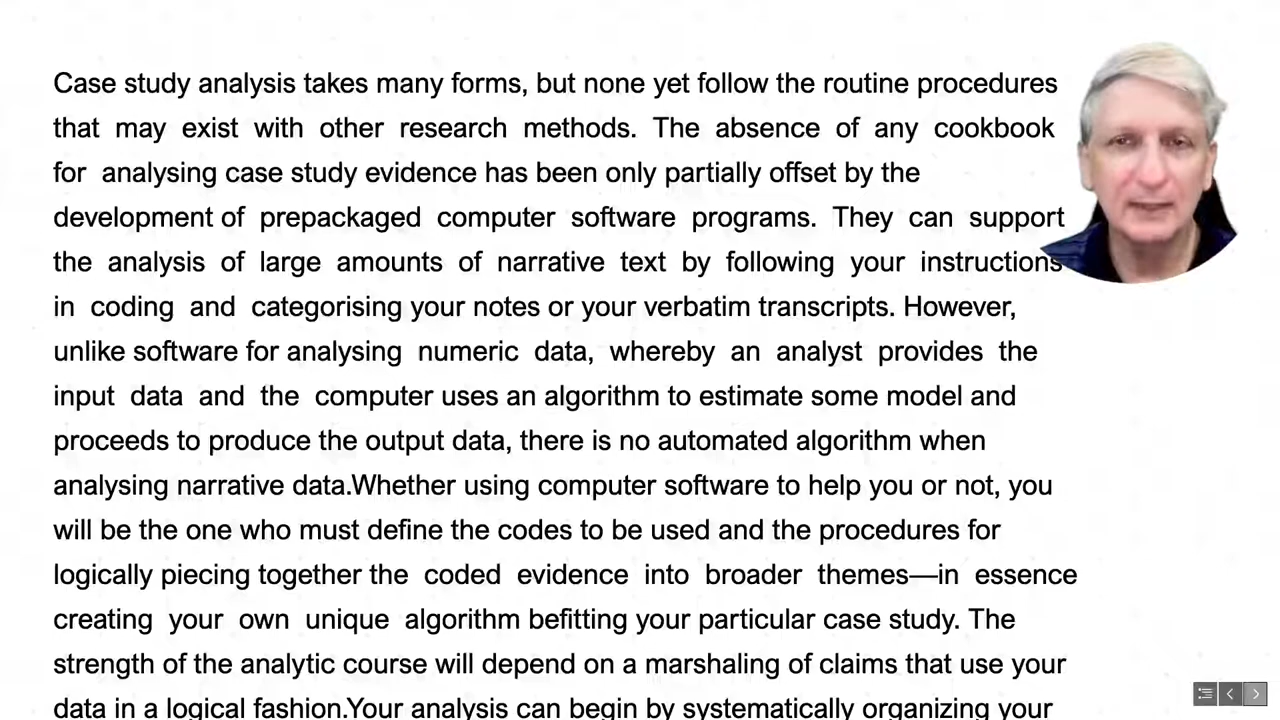 Case study analysis takes many forms, but none yet follow the routine procedures
that may exist with other research methods. The absence of any cookbook
for analysing case study evidence has been only partially offset by the
development of prepackaged computer software programs. They can support
the analysis of large amounts of narrative text by following your instructions
in coding and categorising your notes or your verbatim transcripts. However,
unlike software for analysing numeric data, whereby an analyst provides the
input data and the computer uses an algorithm to estimate some model and
proceeds to produce the output data, there is no automated algorithm when
analysing narrative data.Whether using computer software to help you or not, you
will be the one who must define the codes to be used and the procedures for
logically piecing together the coded evidence into broader themes—in essence
creating your own unique algorithm befitting your particular case study. The
strength of the analytic course will depend on a marshaling of claims that use your
data in a logical fashion.Your analysis can begin by systematically organizing your